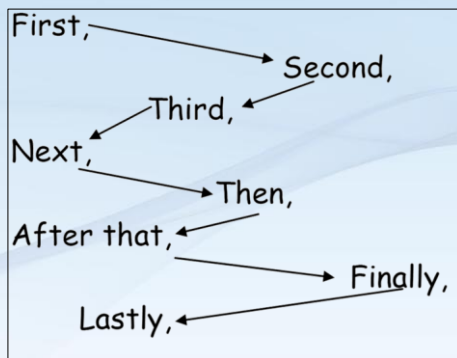 First,
Second,
Third,
Next,
Then,
After that,
Finally,
Lastly,